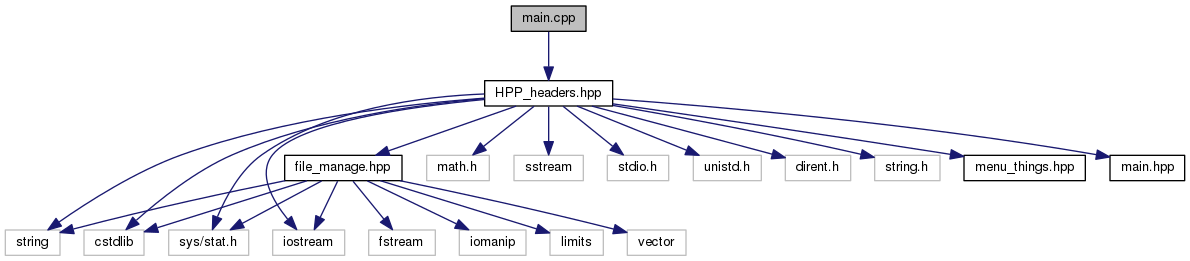 main.cpp
HPP_headers.hpp
file_manage.hpp
math.h
sstream
stdio.h
unistd.h
dirent.h
string.h
menu_things.hpp
main.hpp
string
cstdlib
sys/stat.h
iostream
fstream
iomanip
limits
vector